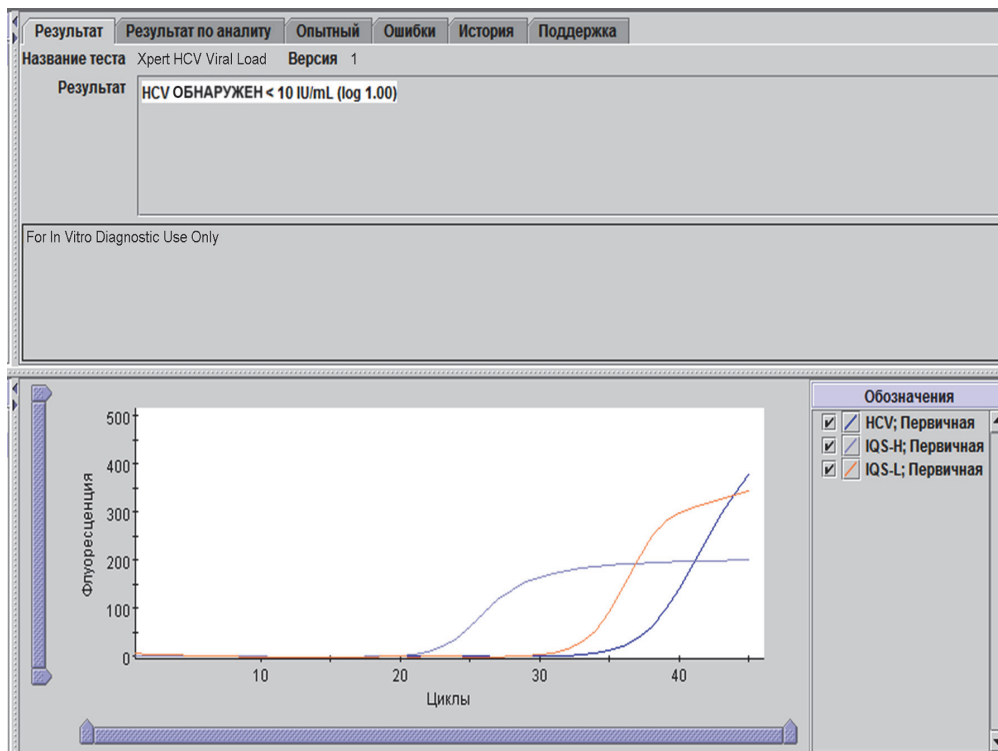 Результат Результат по аналиту Опытный Ошибки История Поддержка
Название теста Xpert HCV Viral Load Версия 1
Результат HCV ОБНАРУЖЕН < 10 IU/mL (log 1.00)
For In Vitro Diagnostic Use Only
Обозначения
HCV; Первичная
IQS-H; Первичная
IQS-L; Первичная
Флуоресценция
500
400
300
200
100
0
10 20 30 40
Циклы